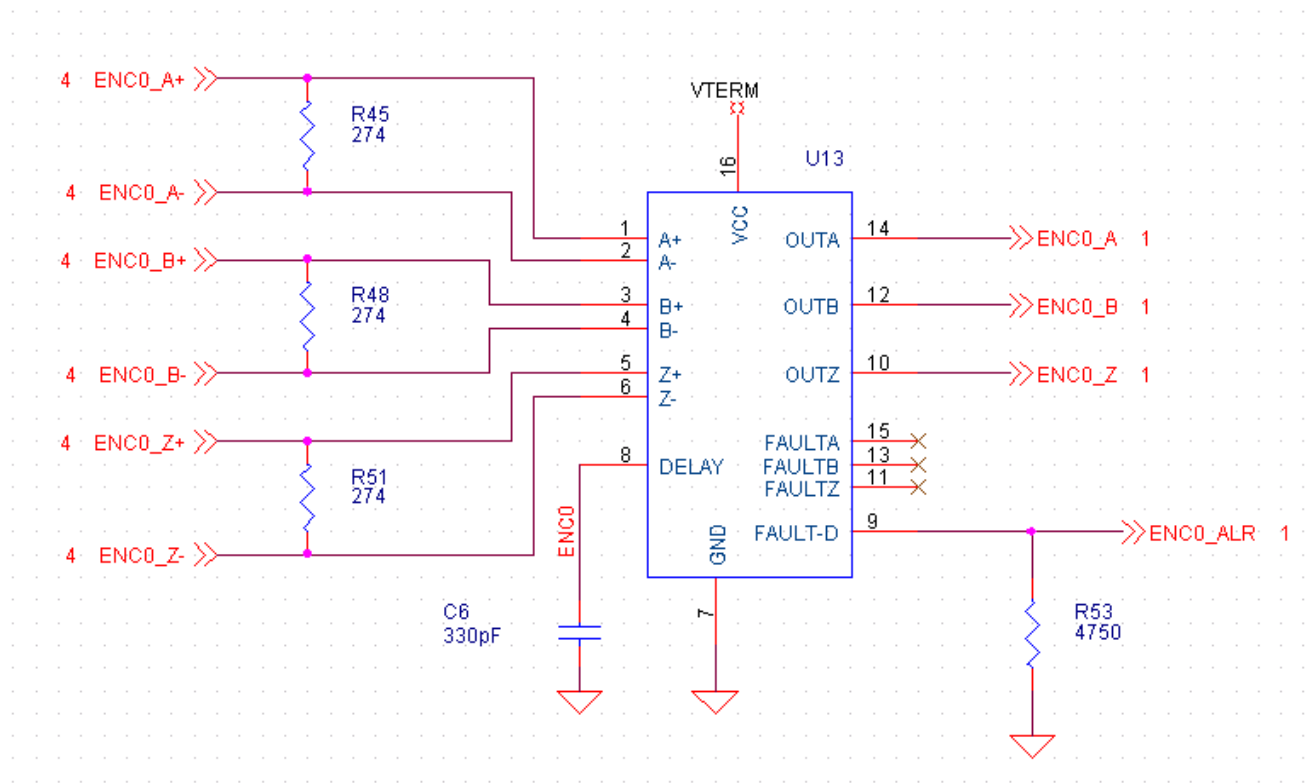 4 ENC0_A+
R45
274
4 ENC0_A-
4 ENC0_B+
R48
274
4 ENC0_B-
4 ENC0_Z+
R51
274
4 ENC0_Z-
VTERM
16
U13
VCC
1 A+
2 A-
3 B+
4 B-
5 Z+
6 Z-
8 DELAY
ENC0
C6
330pF
GND
7
OUTA 14 ENC0_A 1
OUTB 12 ENC0_B 1
OUTZ 10 ENC0_Z 1
FAULTA 15
FAULTB 13
FAULTZ 11
FAULT-D 9 ENC0_ALR 1
R53
4750